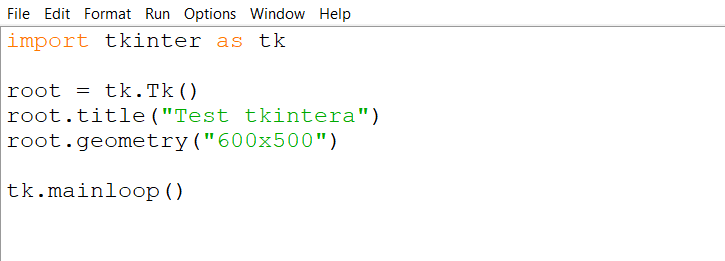 File Edit Format Run Options Window Help
import tkinter as tk
root = tk.Tk()
root.title("Test tkintera")
root.geometry("600x500")
tk.mainloop()